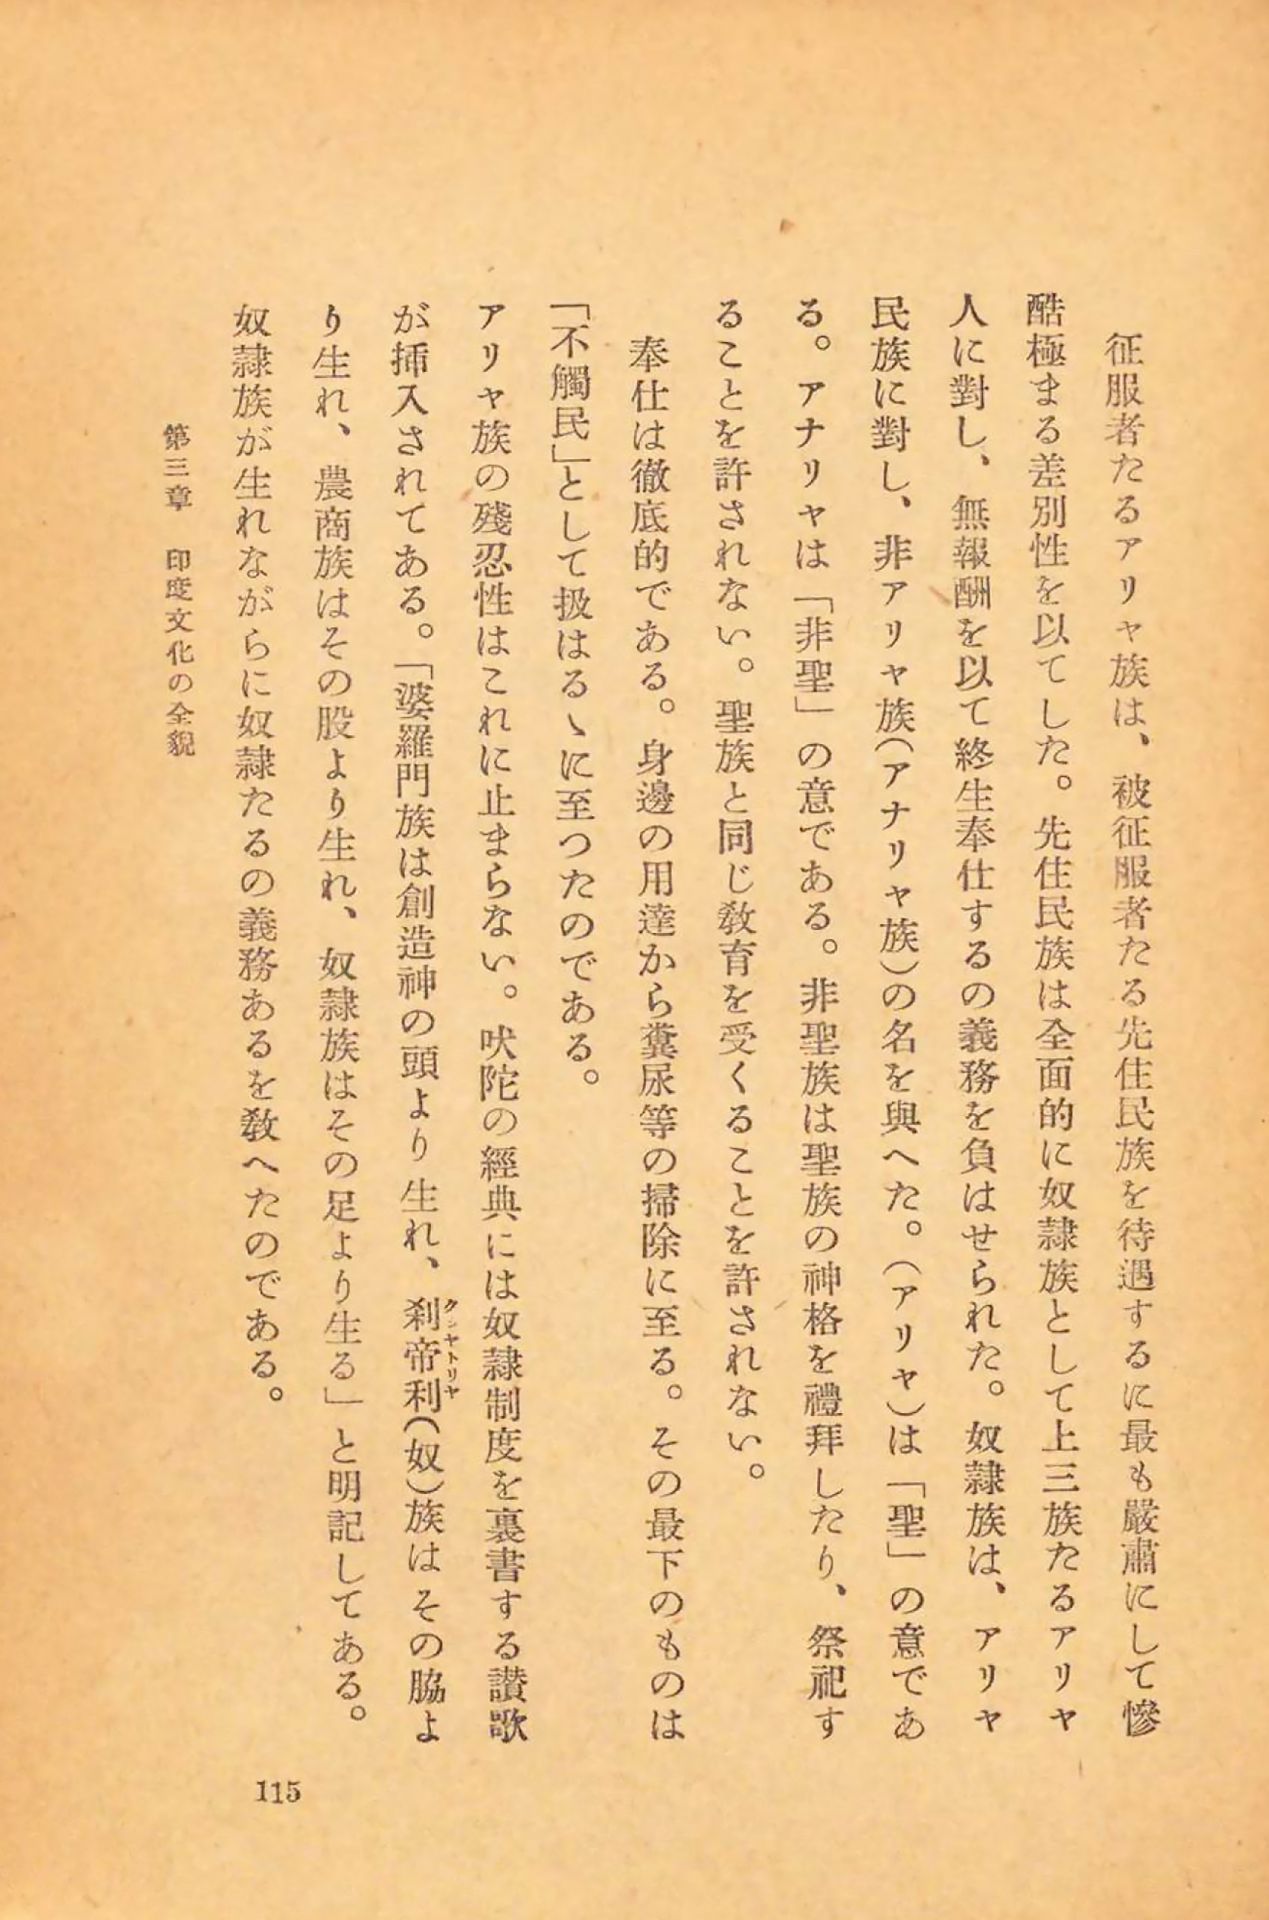 征服者たるアリヤ族は、被征服者たる先住民族を待遇するに最も嚴肅にして慘
酷極まる差別性を以てした。先住民族は全面的に奴隷族として上三族たるアリヤ
人に對し、無報酬を以て終生奉仕するの義務を負はせられた。奴隷族は、アリヤ
民族に對し、非アリヤ族(アナリヤ族)の名を與へた。(アリヤ)は「聖」の意であ
る。アナリヤは「非聖」の意である。非聖族は聖族の神格を禮拜したり、祭祀す
ることを許されない。聖族と同じ敎育を受くることを許されない。
奉仕は徹底的である。身邊の用達から糞尿等の掃除に至る。その最下のものは
「不觸民」として扱はるゝに至つたのである。
アリヤ族の殘忍性はこれに止まらない。吠陀の經典には奴隷制度を裏書する讃歌
が揷入されてある。「婆羅門族は創造神の頭より生れ、刹帝利(奴)族はその脇よ
クシヤトリヤ
り生れ、農商族はその股より生れ、奴隷族はその足より生る」と明記してある。
奴隷族が生れながらに奴隷たるの義務あるを敎へたのである。
第三章 印度文化の全貌
115